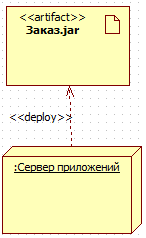 <<artifact>>
Заказ.jar
<<deploy>>
:Сервер приложений